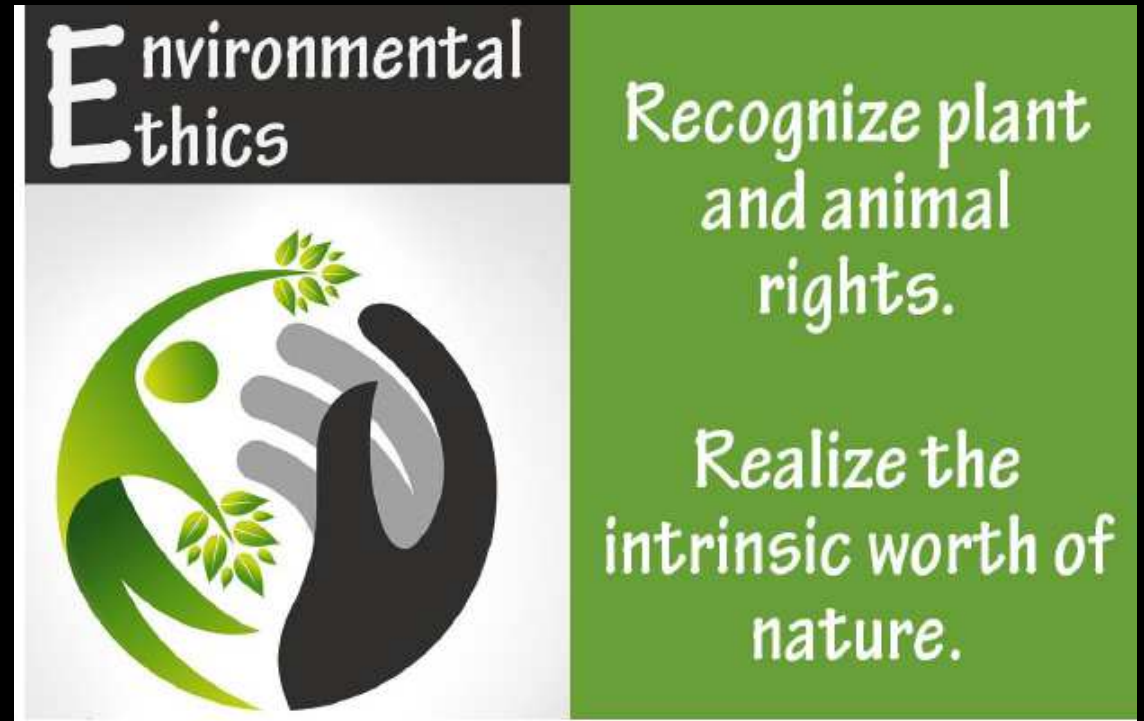 Environmental
Ethics
Recognize plant
and animal
rights.
Realize the
intrinsic worth of
nature.